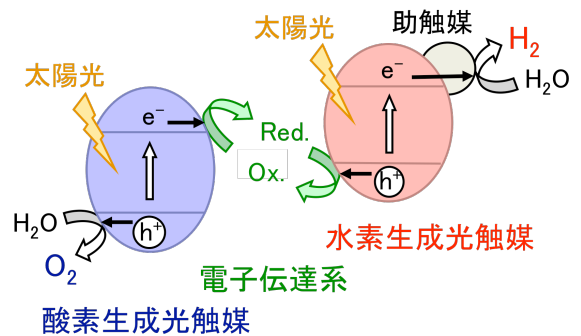 太陽光
助触媒
H2
太陽光
e−
H2O
e−
Red.
Ox.
h+
H2O
h+
O2
水素生成光触媒
電子伝達系
酸素生成光触媒